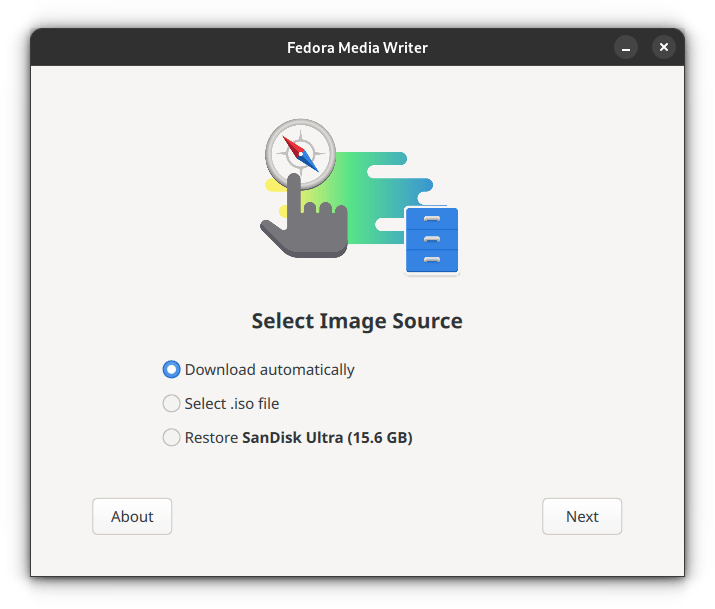 Fedora Media Writer
Select Image Source
Download automatically
Select .iso file
Restore SanDisk Ultra (15.6 GB)
About
Next